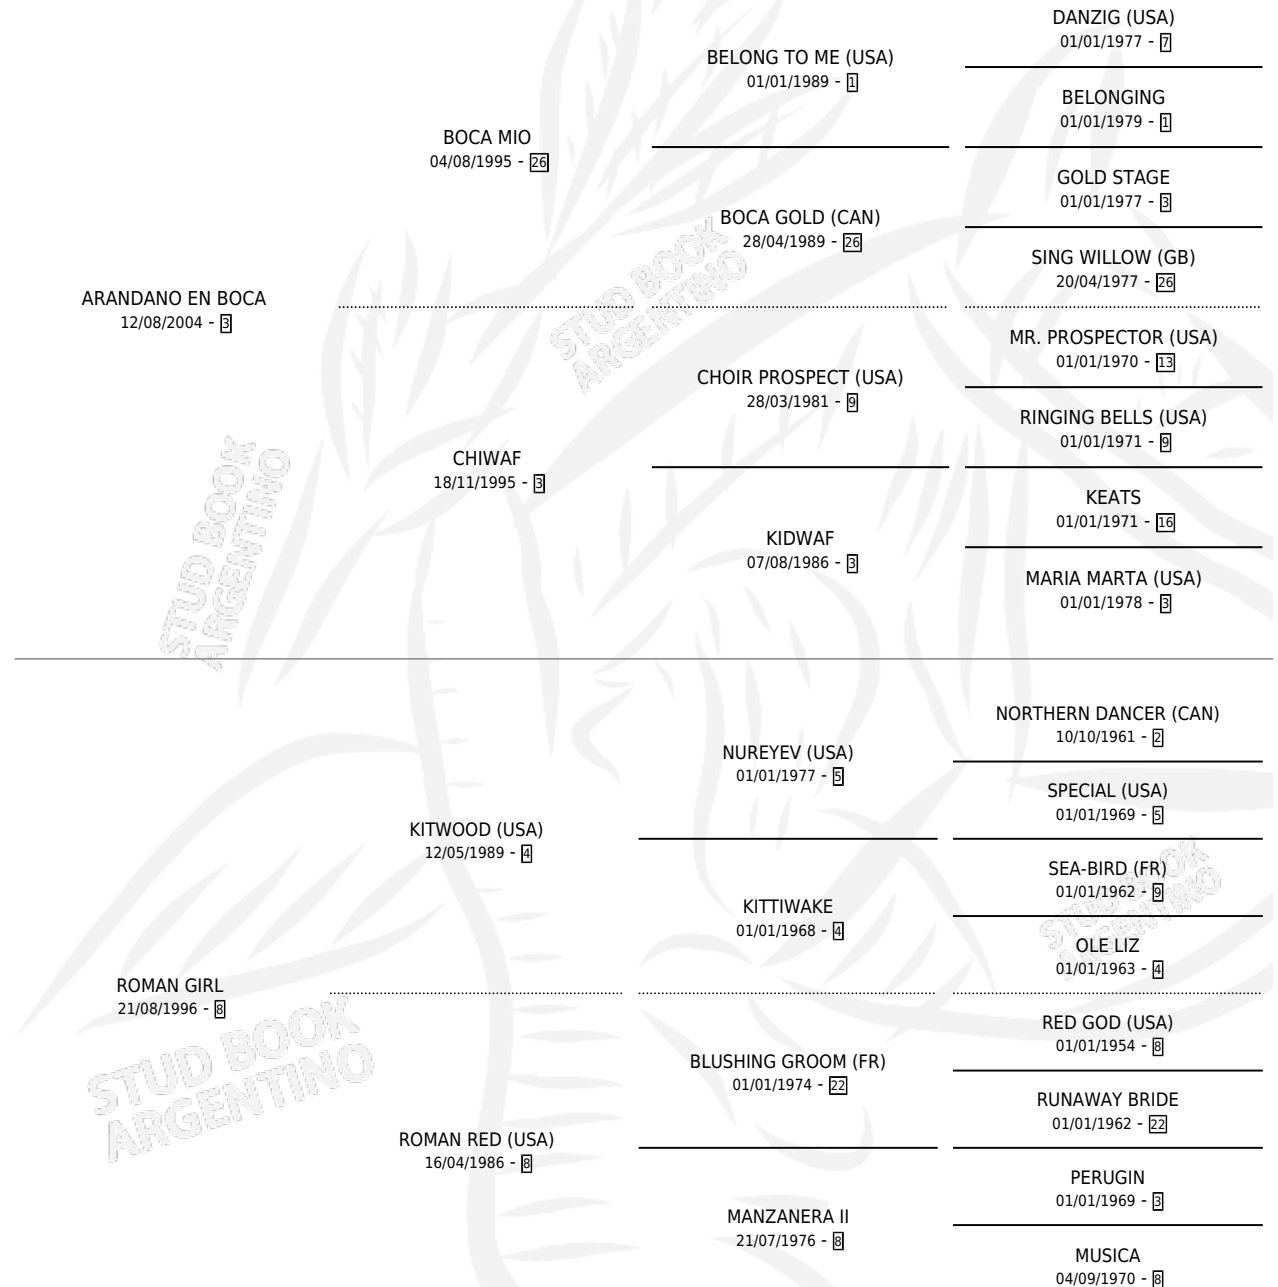 DANZIG (USA)
01/01/1977 - 7
BELONG TO ME (USA)
01/01/1989 - 1
BELONGING
01/01/1979 - 1
BOCA MIO
04/08/1995 - 26
GOLD STAGE
01/01/1977 - 3
BOCA GOLD (CAN)
28/04/1989 - 26
SING WILLOW (GB)
20/04/1977 - 26
ARANDANO EN BOCA
12/08/2004 - 3
MR. PROSPECTOR (USA)
01/01/1970 - 13
CHOIR PROSPECT (USA)
28/03/1981 - 9
RINGING BELLS (USA)
01/01/1971 - 9
CHIWAF
18/11/1995 - 3
KEATS
01/01/1971 - 16
KIDWAF
07/08/1986 - 3
MARIA MARTA (USA)
01/01/1978 - 3
NORTHERN DANCER (CAN)
10/10/1961 - 2
NUREYEV (USA)
01/01/1977 - 5
SPECIAL (USA)
01/01/1969 - 5
KITWOOD (USA)
12/05/1989 - 4
SEA-BIRD (FR)
01/01/1962 - 9
KITTIWAKE
01/01/1968 - 4
OLE LIZ
01/01/1963 - 4
ROMAN GIRL
21/08/1996 - 8
RED GOD (USA)
01/01/1954 - 8
BLUSHING GROOM (FR)
01/01/1974 - 22
RUNAWAY BRIDE
01/01/1962 - 22
ROMAN RED (USA)
16/04/1986 - 8
PERUGIN
01/01/1969 - 3
MANZANERA II
21/07/1976 - 8
MUSICA
04/09/1970 - 8
STUD BOOK
ARGENTINO
STUD BOOK
ARGENTINO
STUD BOOK
ARGENTINO
STUD BOOK
ARGENTINO